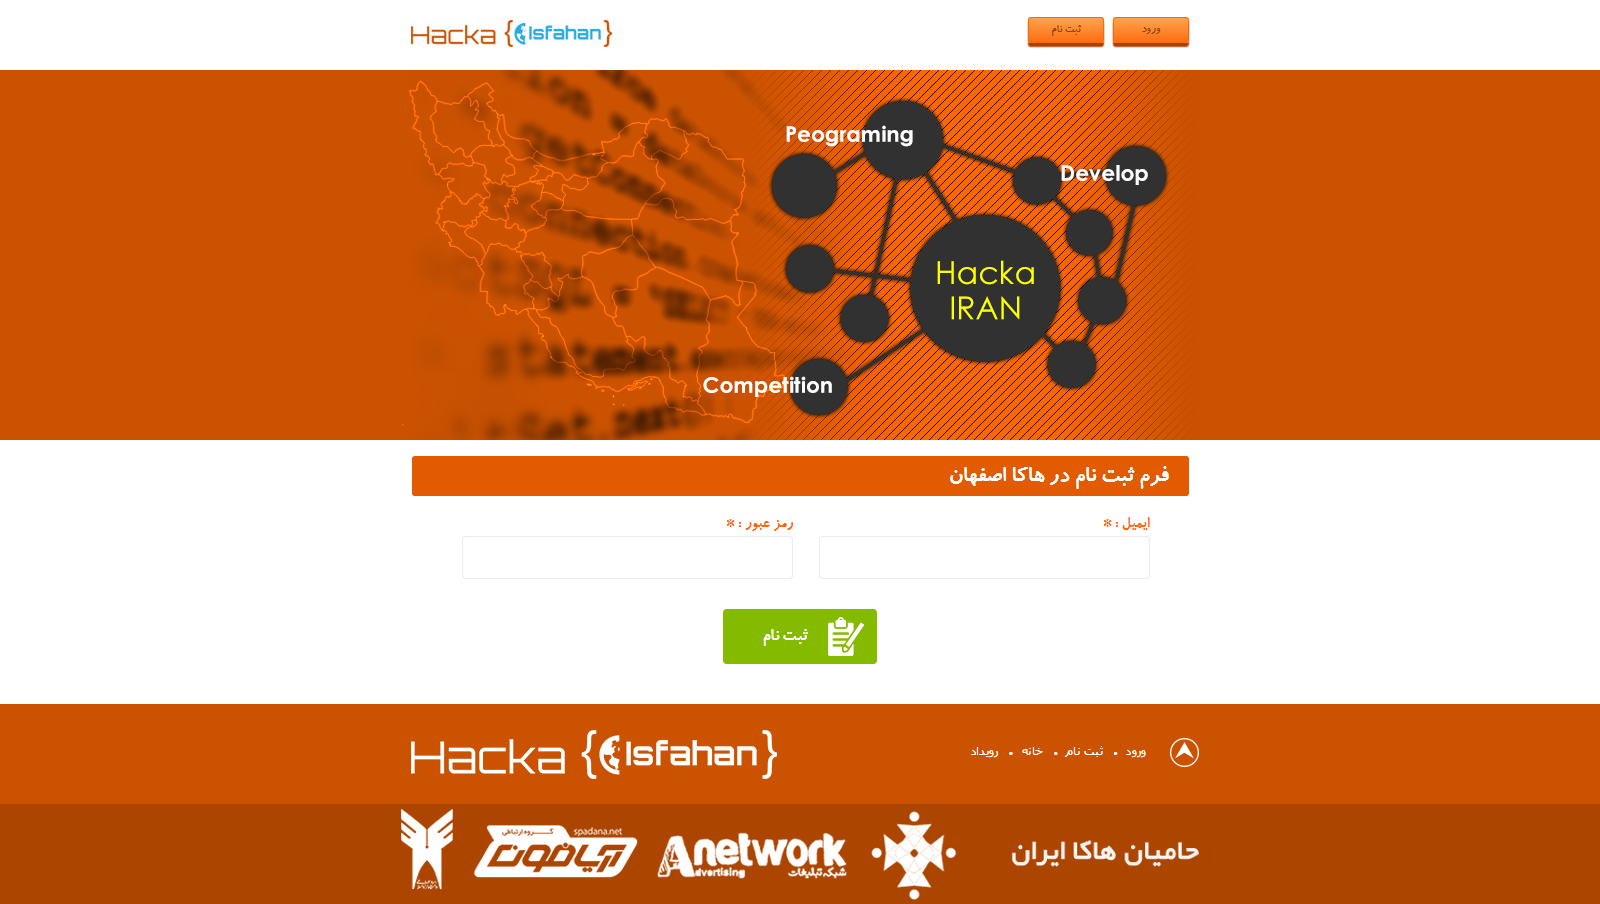 Hacka {Isfahan}
ورود
ثبت نام
Peograming
Develop
Hacka
IRAN
Competition
فرم ثبت نام در هاکا اصفهان
ایمیل : *
رمز عبور : *
ثبت نام
Hacka {Isfahan}
ورود • ثبت نام • خانه • رویداد
حامیان هاکا ایران
Anetwork
Advertising
شبکه تبلیغات
گروه ارتباطی
spadana.net
آریافون